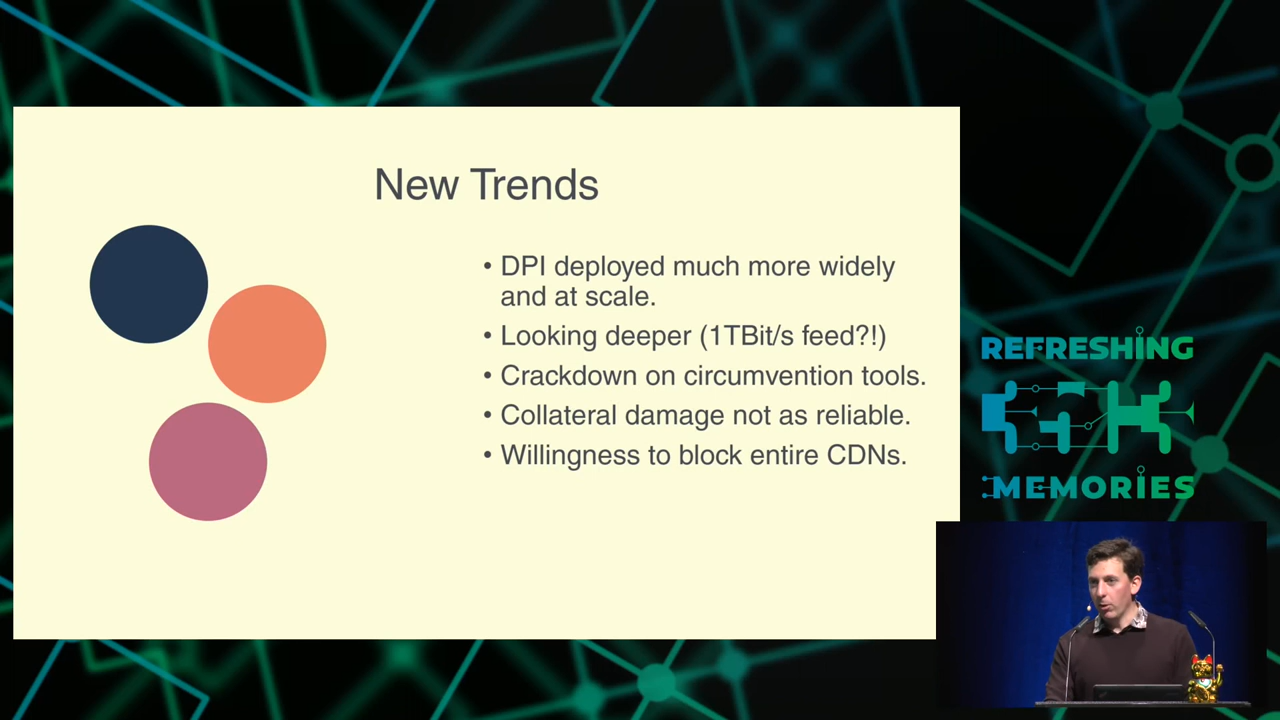 New Trends
• DPI deployed much more widely
and at scale.
• Looking deeper (1TBit/s feed?!)
• Crackdown on circumvention tools.
• Collateral damage not as reliable.
• Willingness to block entire CDNs.
REFRESHING
35K
MEMORIES